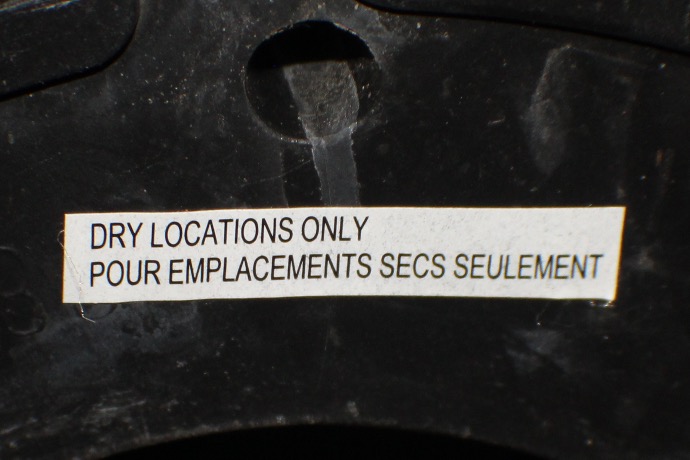 DRY LOCATIONS ONLY
POUR EMPLACEMENTS SECS SEULEMENT